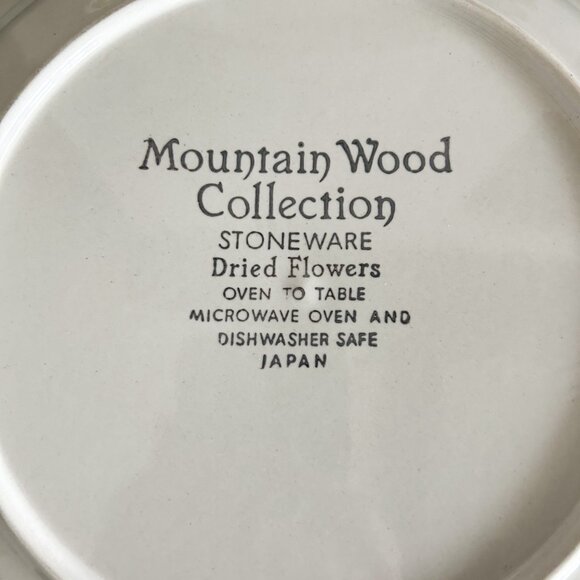 Mountain Wood
Collection
STONEWARE
Dried Flowers
OVEN TO TABLE
MICROWAVE OVEN AND
DISHWASHER SAFE
JAPAN